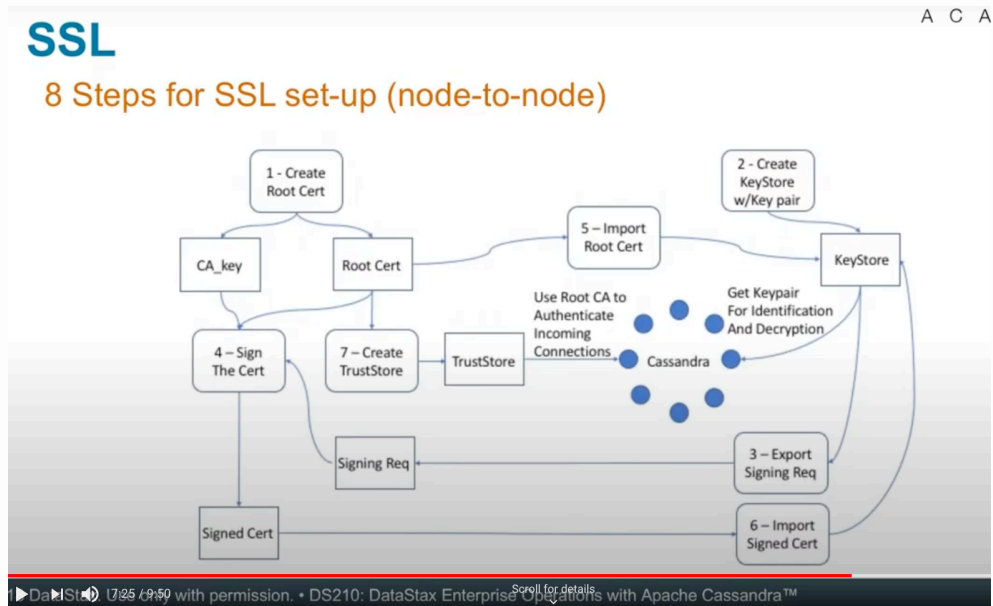 A C A
SSL
8 Steps for SSL set-up (node-to-node)
1 - Create
Root Cert
2 - Create
KeyStore
w/Key pair
5 – Import
Root Cert
CA_key
Root Cert
KeyStore
Use Root CA to
Authenticate
Incoming
Connections
Get Keypair
For Identification
And Decryption
4 – Sign
The Cert
7 – Create
TrustStore
TrustStore
Cassandra
Signing Req
3 – Export
Signing Req
Signed Cert
6 – Import
Signed Cert
7:25 / 9:50
Scroll for details
DataStax. Use only with permission. • DS210: DataStax Enterprise Operations with Apache Cassandra™